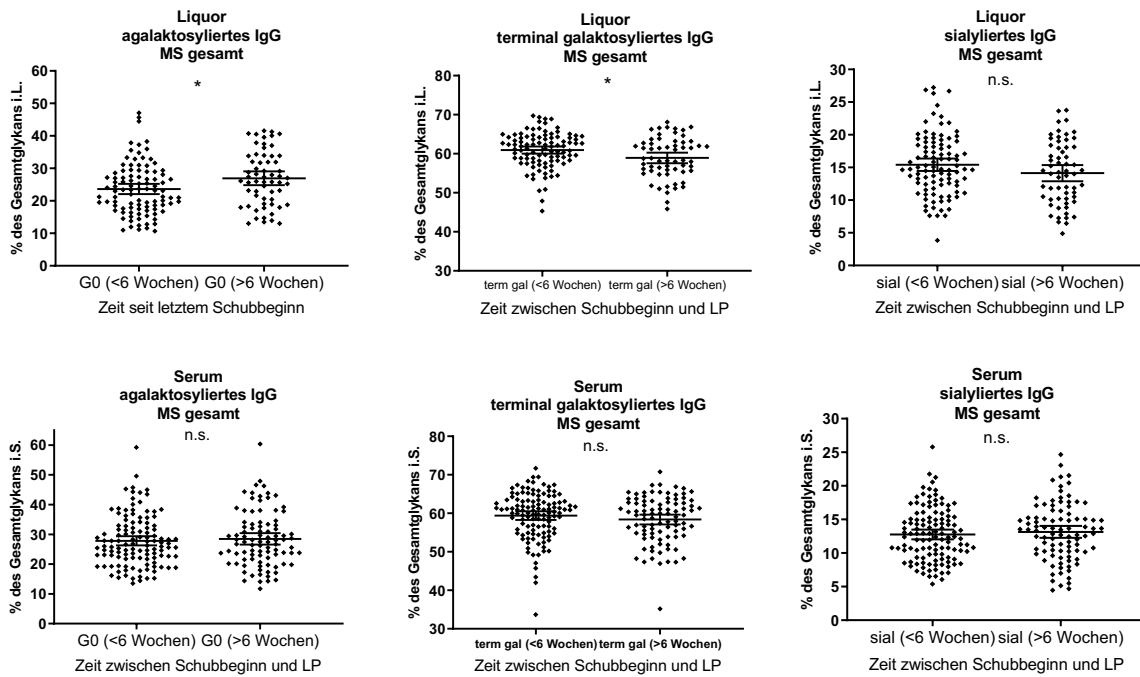 Liquor
agalaktosyliertes IgG
MS gesamt
*
% des Gesamtglykans i.L.
60
50
40
30
20
10
0
G0 (<6 Wochen) G0 (>6 Wochen)
Zeit seit letztem Schubbeginn
Liquor
terminal galaktosyliertes IgG
MS gesamt
*
% des Gesamtglykans i.L.
80
70
60
50
40
30
term gal (<6 Wochen) term gal (>6 Wochen)
Zeit zwischen Schubbeginn und LP
Liquor
sialyliertes IgG
MS gesamt
n.s.
% des Gesamtglykans i.L.
30
25
20
15
10
5
0
sial (<6 Wochen) sial (>6 Wochen)
Zeit zwischen Schubbeginn und LP
Serum
agalaktosyliertes IgG
MS gesamt
n.s.
% des Gesamtglykans i.S.
60
50
40
30
20
10
0
G0 (<6 Wochen) G0 (>6 Wochen)
Zeit zwischen Schubbeginn und LP
Serum
terminal galaktosyliertes IgG
MS gesamt
n.s.
% des Gesamtglykans i.S.
80
70
60
50
40
30
term gal (<6 Wochen) term gal (>6 Wochen)
Zeit zwischen Schubbeginn und LP
Serum
sialyliertes IgG
MS gesamt
n.s.
% des Gesamtglykans i.S.
30
25
20
15
10
5
0
sial (<6 Wochen) sial (>6 Wochen)
Zeit zwischen Schubbeginn und LP